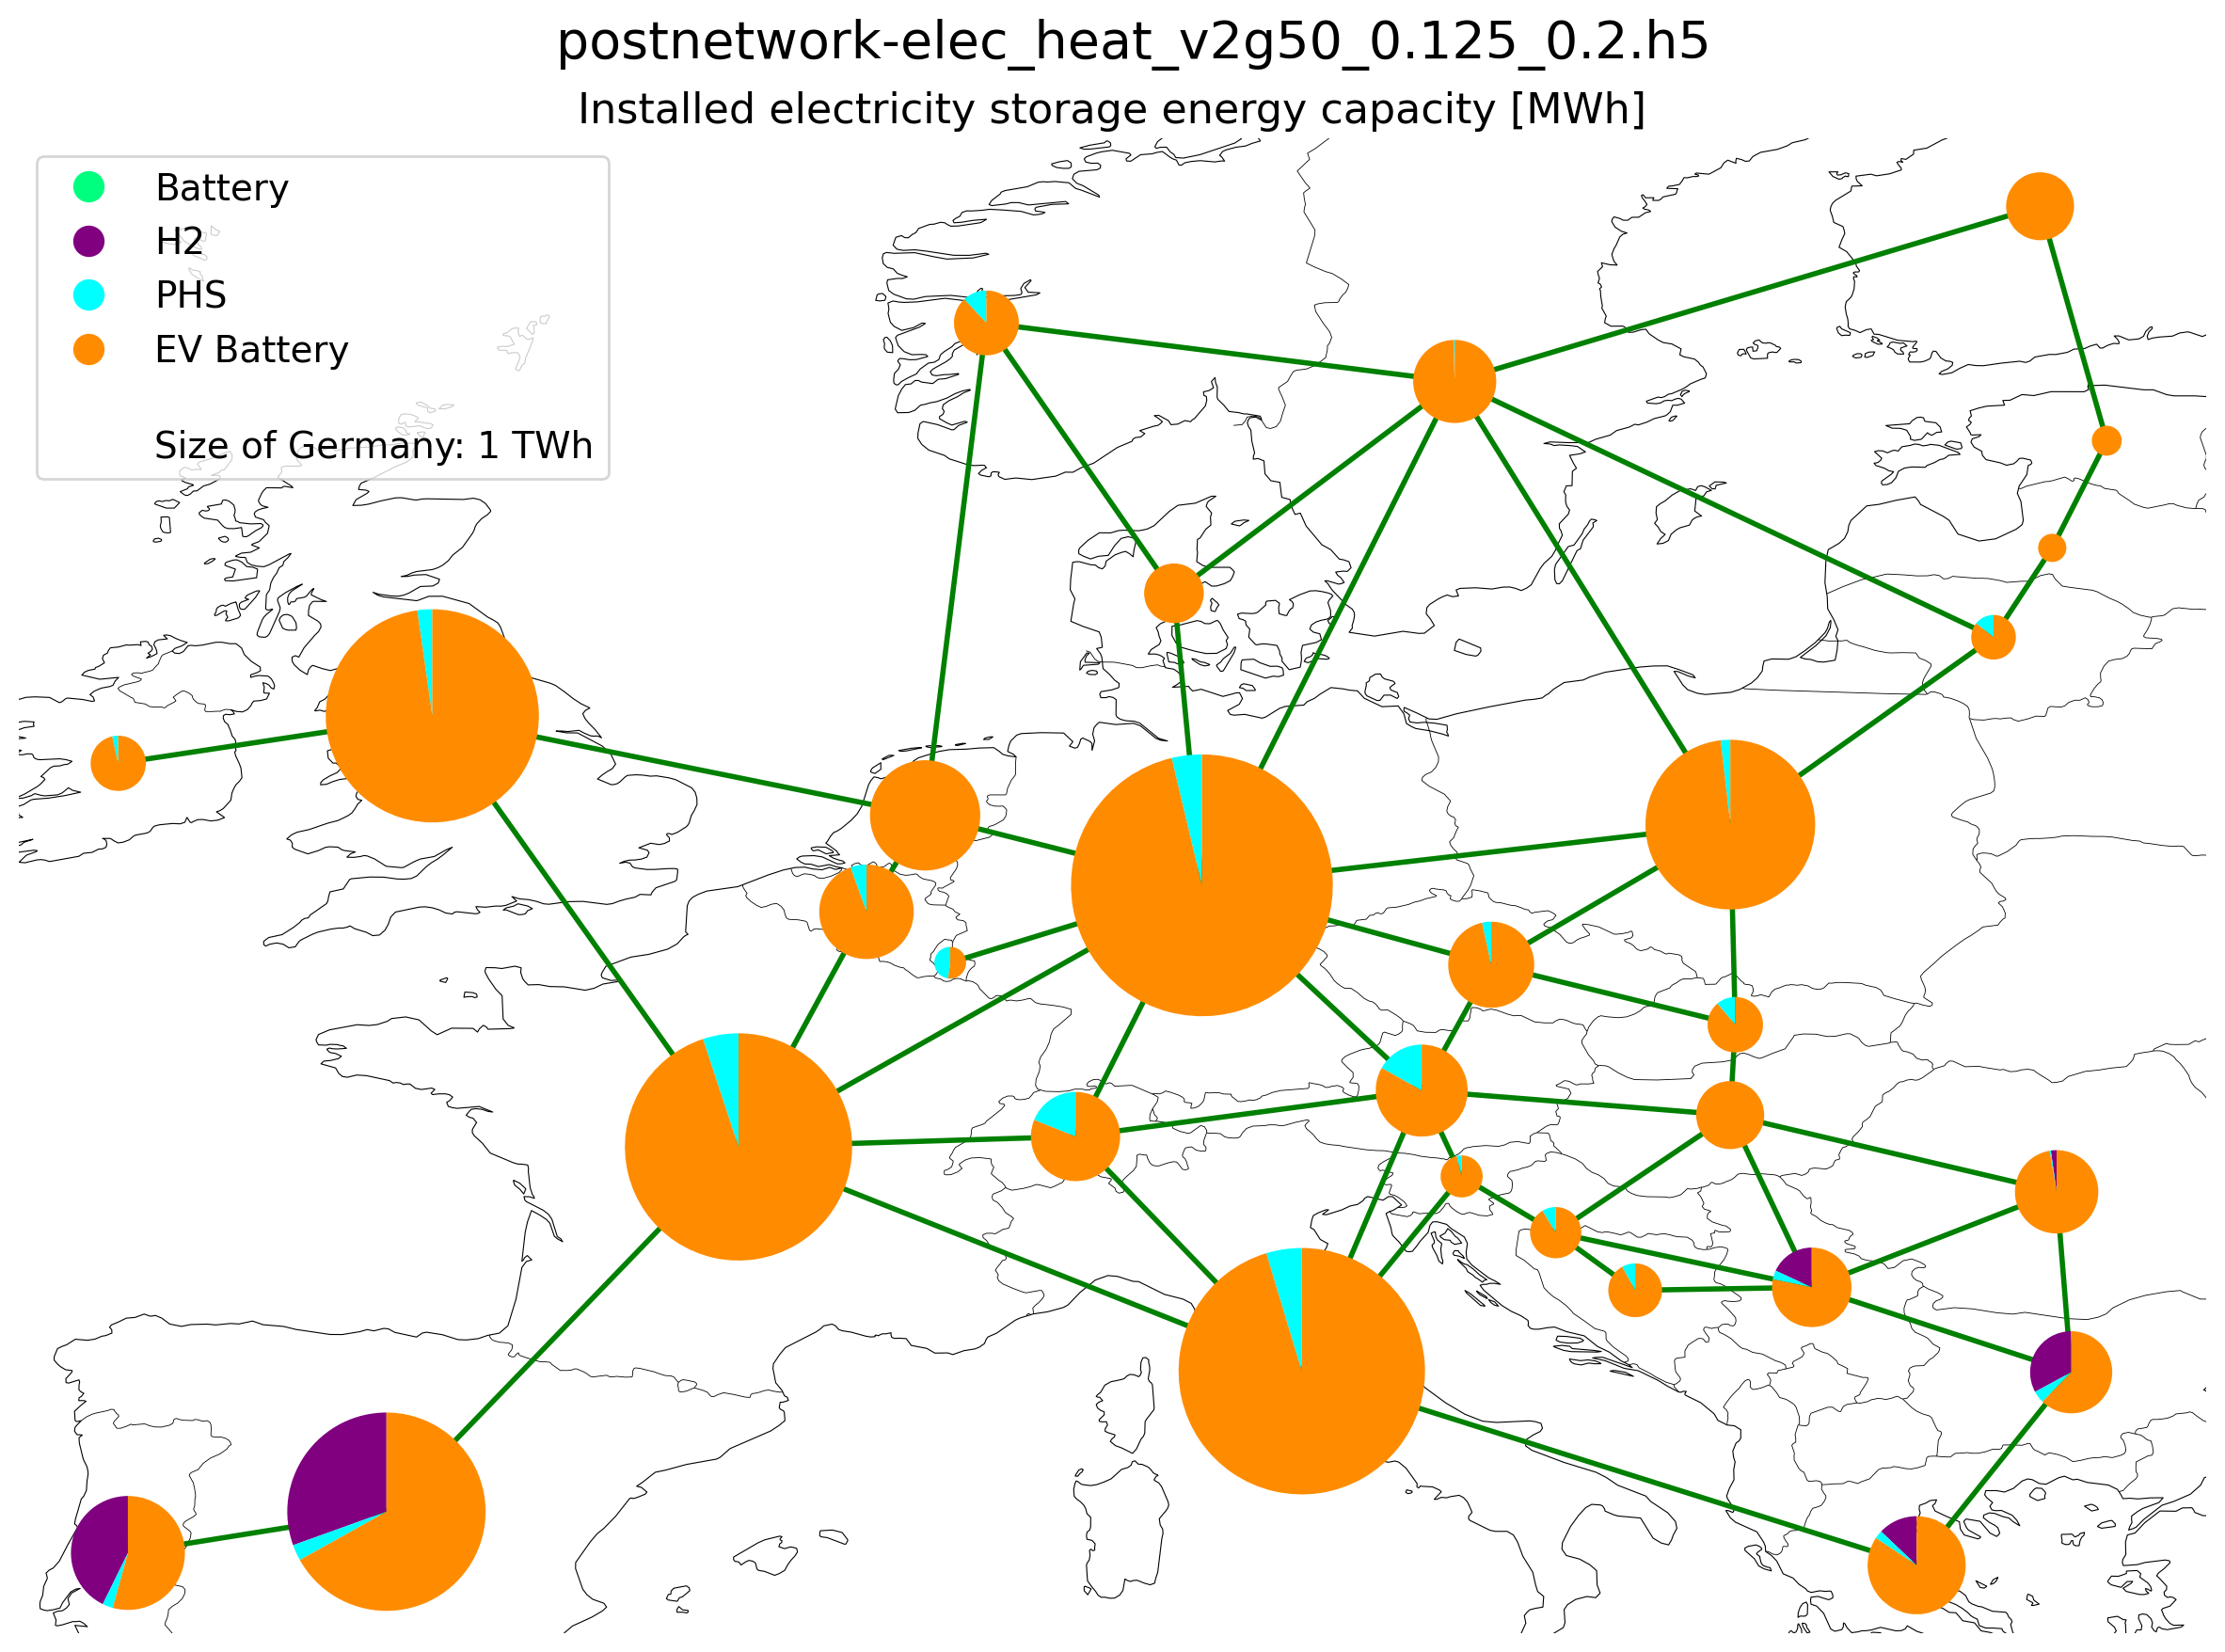 postnetwork-elec_heat_v2g50_0.125_0.2.h5
Installed electricity storage energy capacity [MWh]
Battery
H2
PHS
EV Battery
Size of Germany: 1 TWh